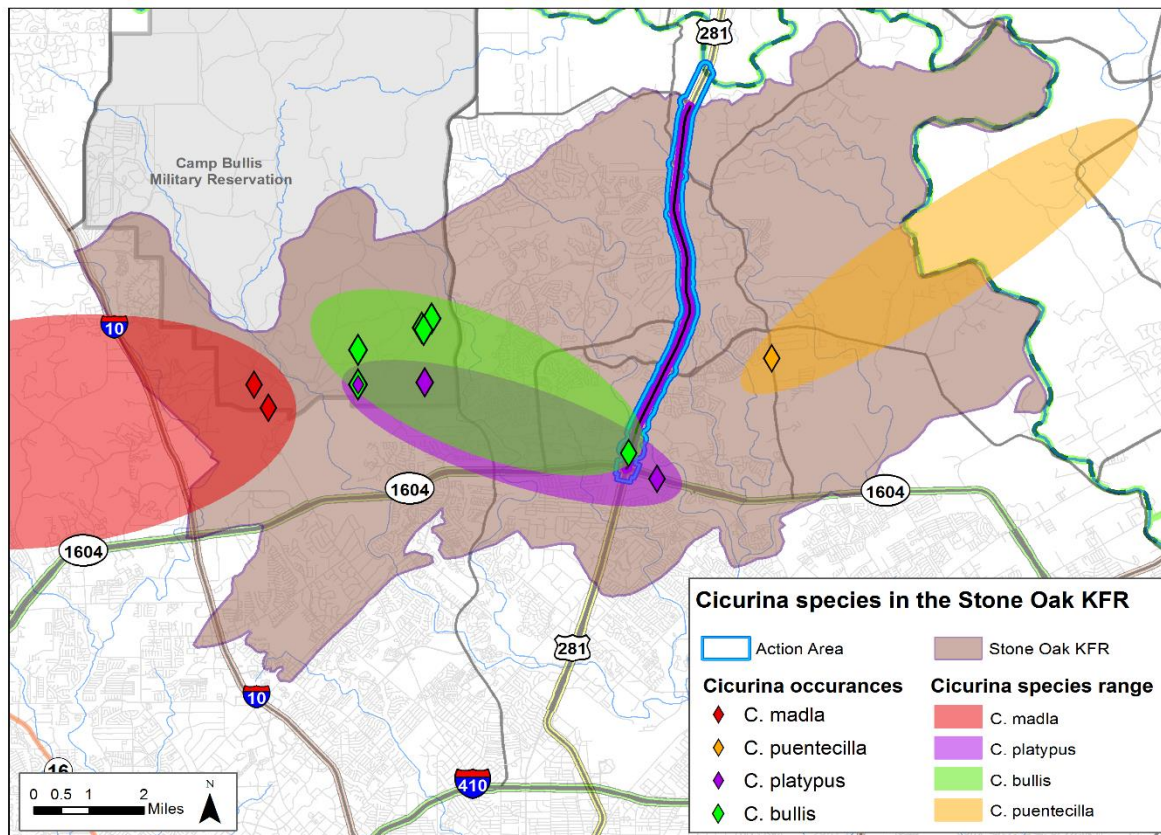 281
Camp Bullis
Military Reservation
10
1604
1604
1604
281
10
16
410
Cicurina species in the Stone Oak KFR
Action Area
Stone Oak KFR
Cicurina occurances
Cicurina species range
C. madla
C. madla
C. puentecilla
C. platypus
C. platypus
C. bullis
C. bullis
C. puentecilla
0 0.5 1 2
Miles
N